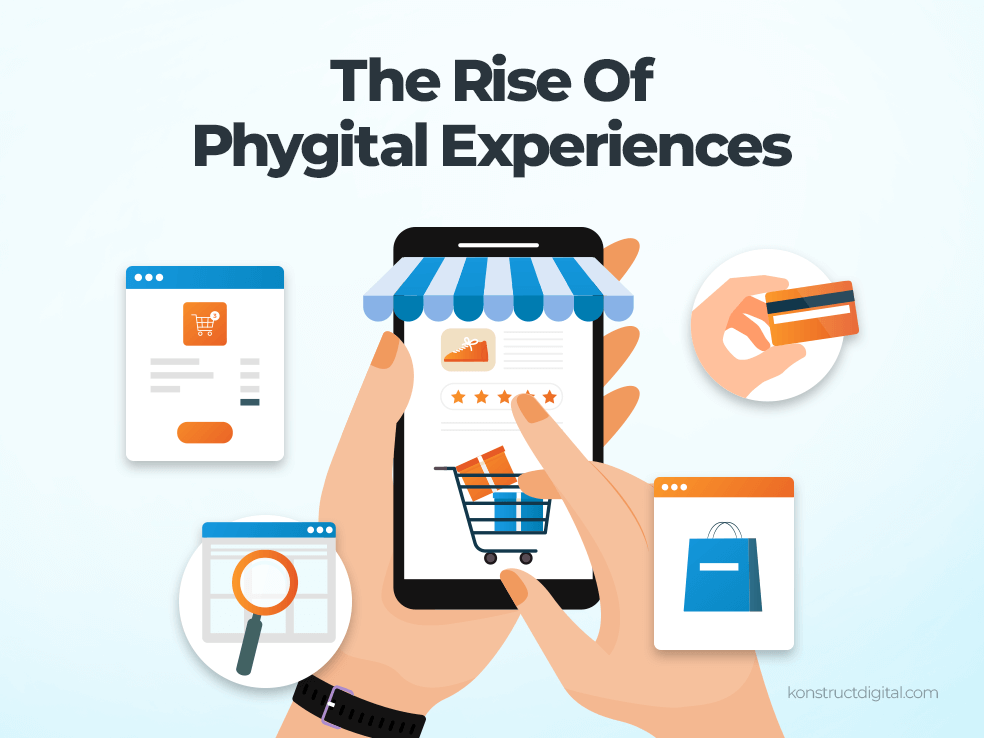 The Rise Of
Phygital Experiences
konstructdigital.com